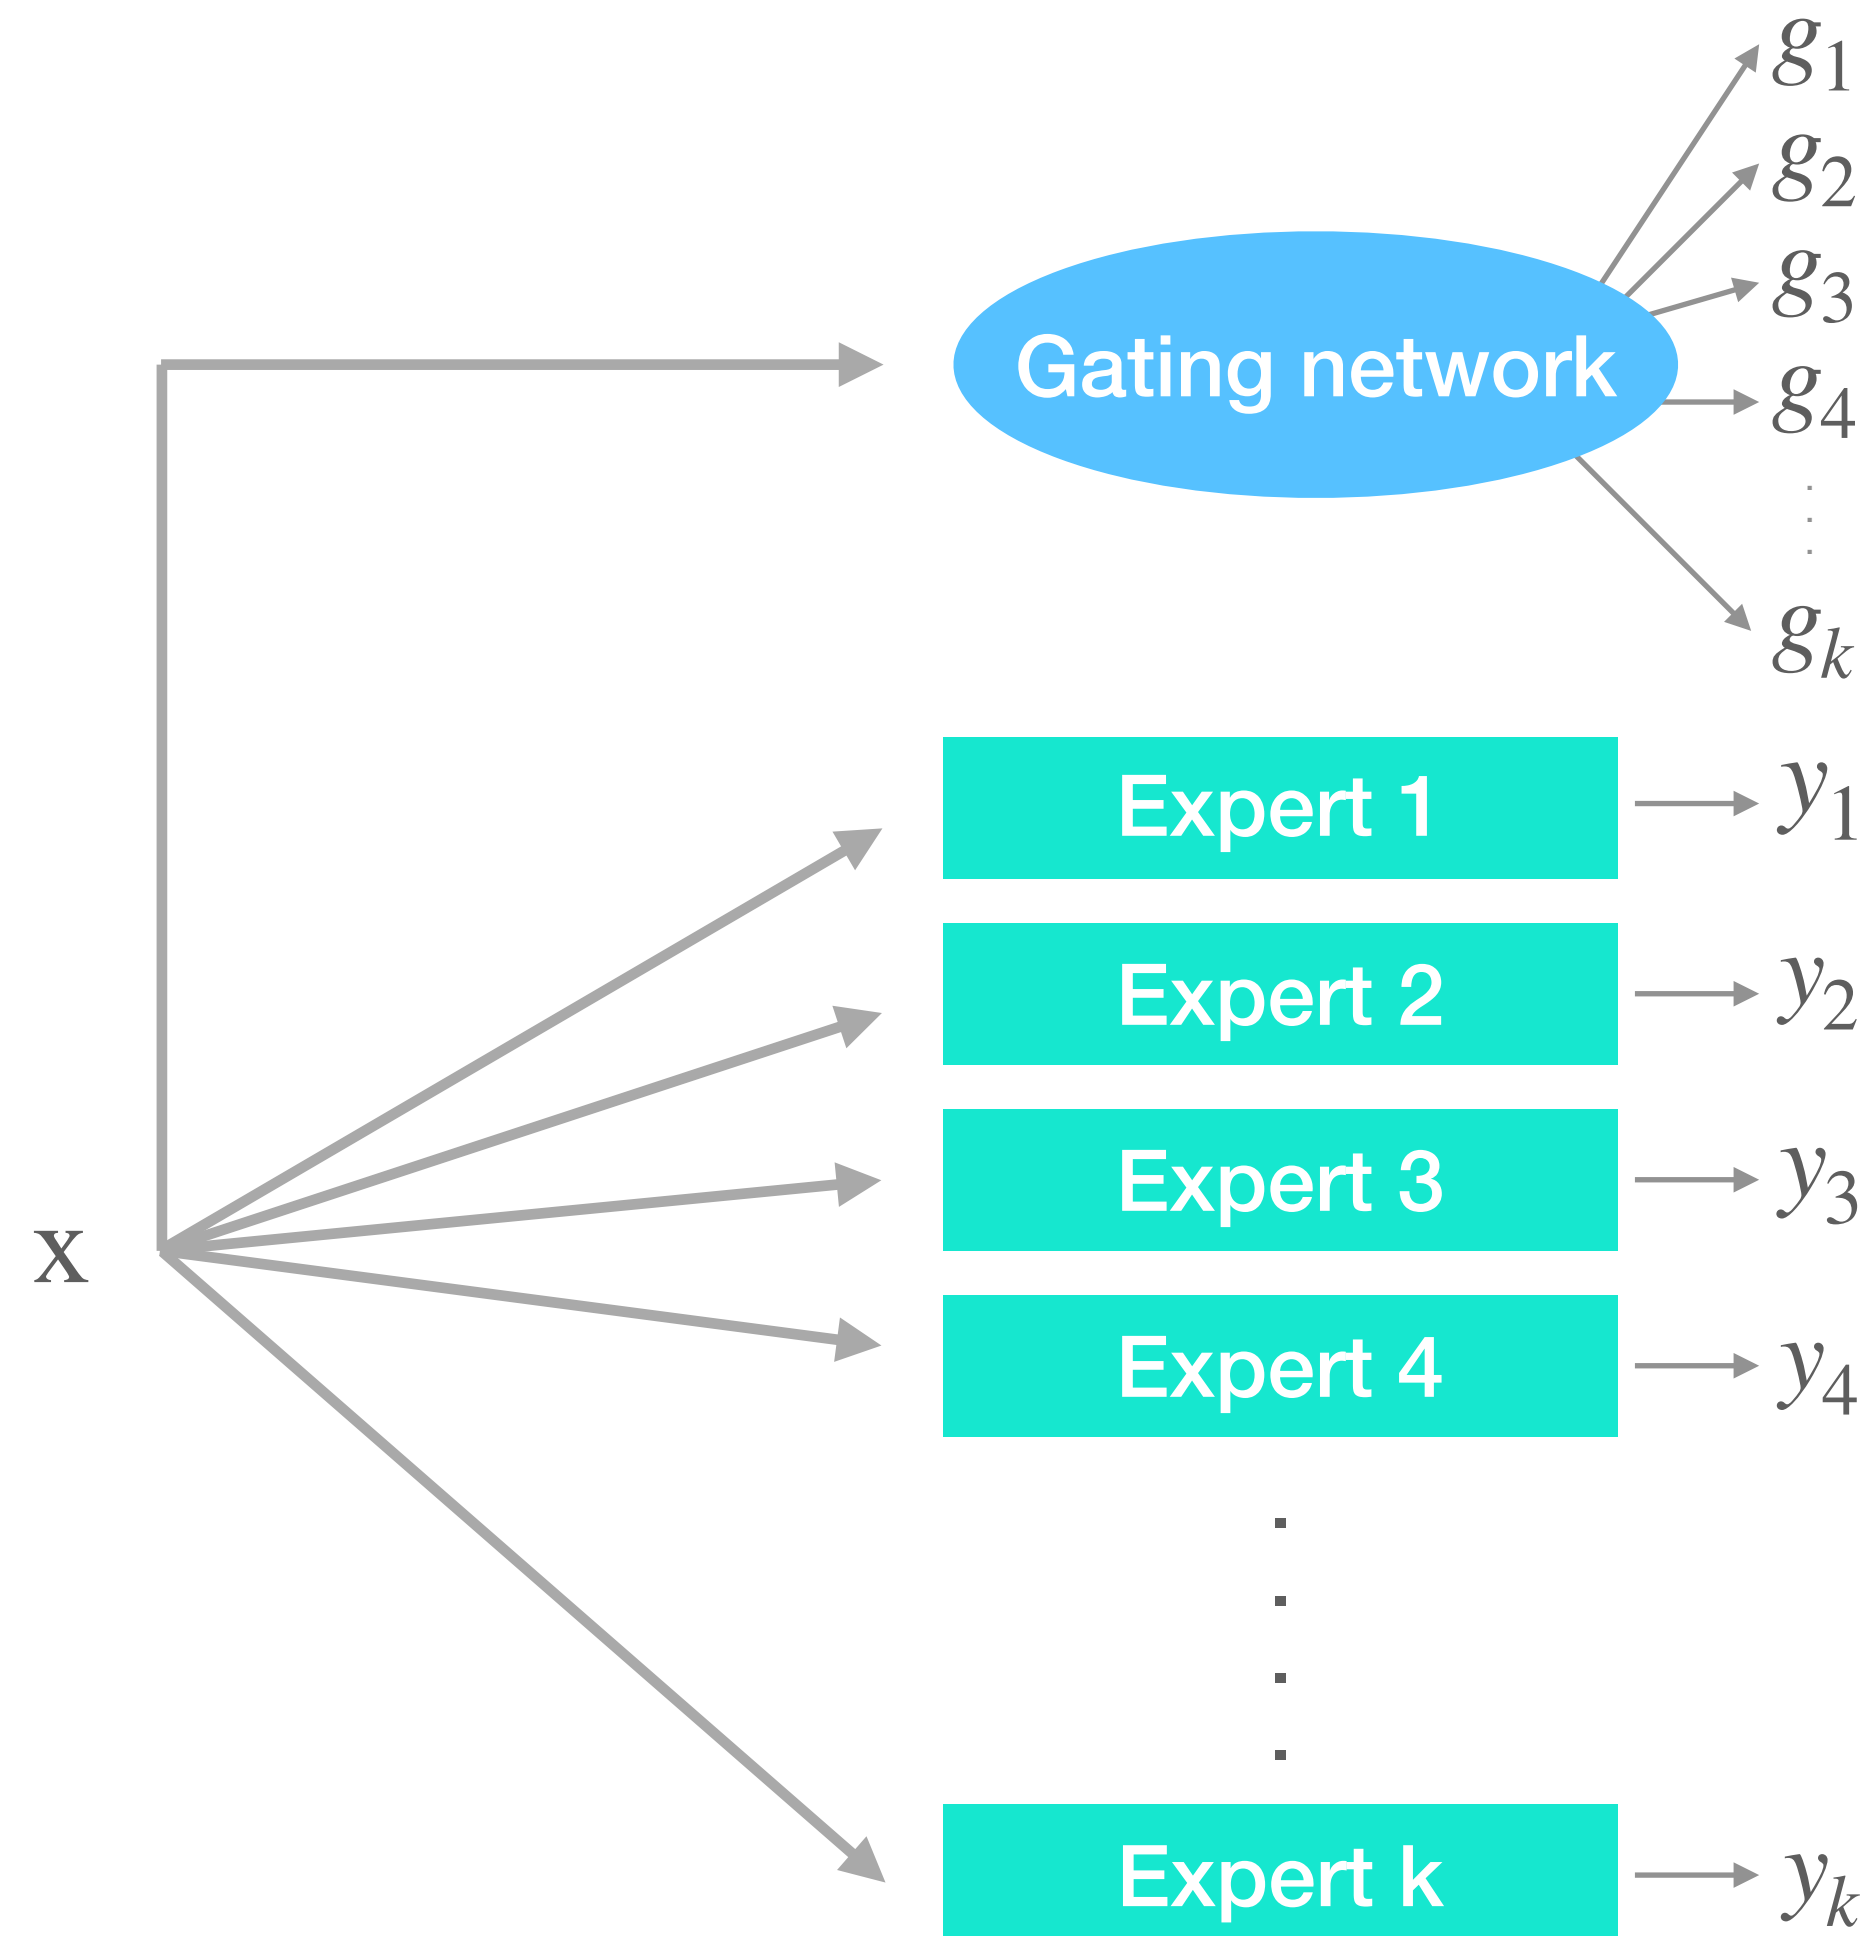 g1
g2
g3
g4
.
.
.
gk
Gating network
x
Expert 1
y1
Expert 2
y2
Expert 3
y3
Expert 4
y4
.
.
.
.
Expert k
yk